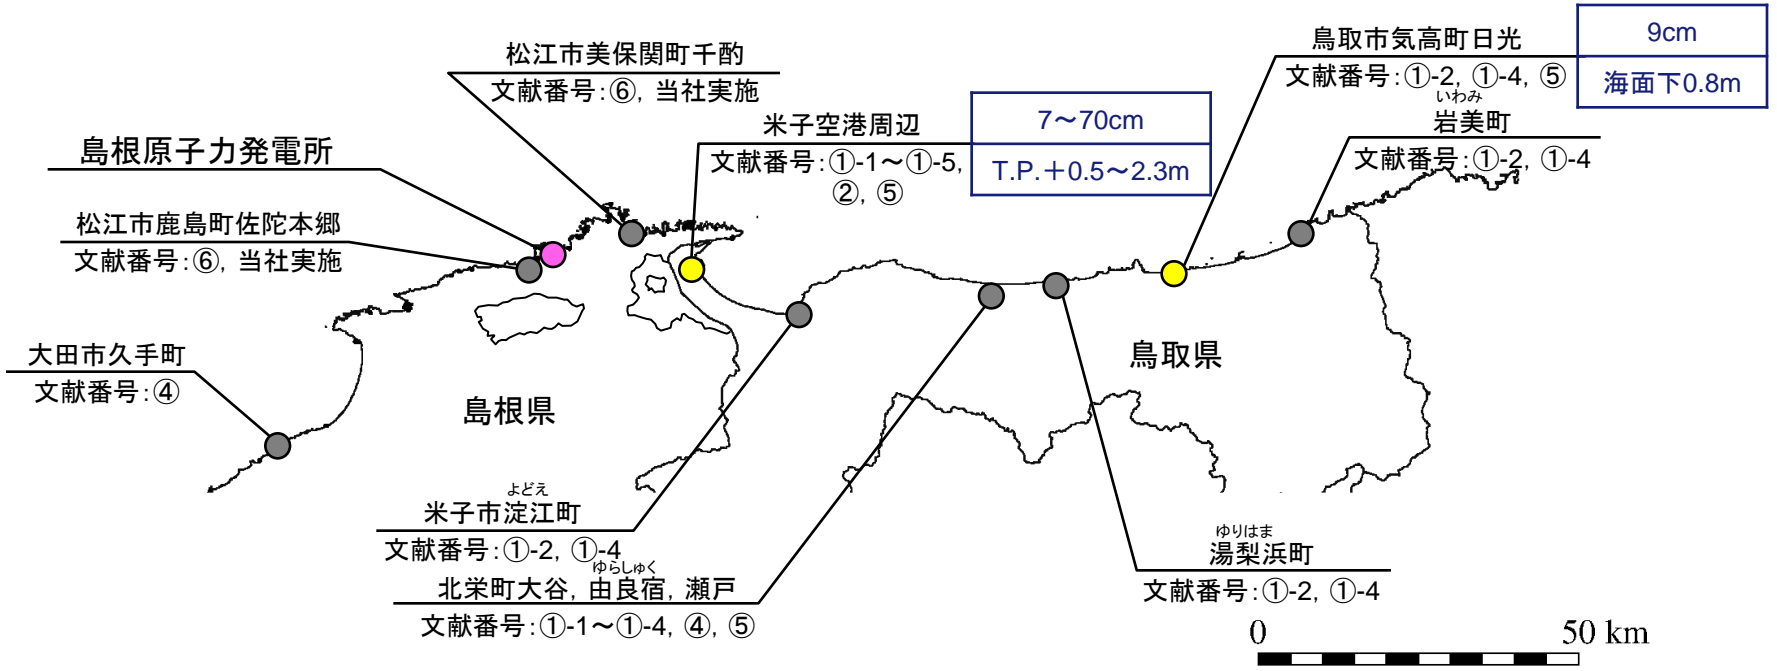 松江市美保関町千酌
文献番号:⑥, 当社実施
鳥取市気高町日光
文献番号:①-2, ①-4, ⑤
9cm
海面下0.8m
米子空港周辺
文献番号:①-1～①-5,
②, ⑤
7～70cm
T.P.＋0.5～2.3m
いわみ
岩美町
文献番号:①-2, ①-4
島根原子力発電所
松江市鹿島町佐陀本郷
文献番号:⑥, 当社実施
大田市久手町
文献番号:④
島根県
鳥取県
よどえ
米子市淀江町
文献番号:①-2, ①-4
ゆらしゅく
北栄町大谷, 由良宿, 瀬戸
文献番号:①-1～①-4, ④, ⑤
ゆりはま
湯梨浜町
文献番号:①-2, ①-4
0 50 km